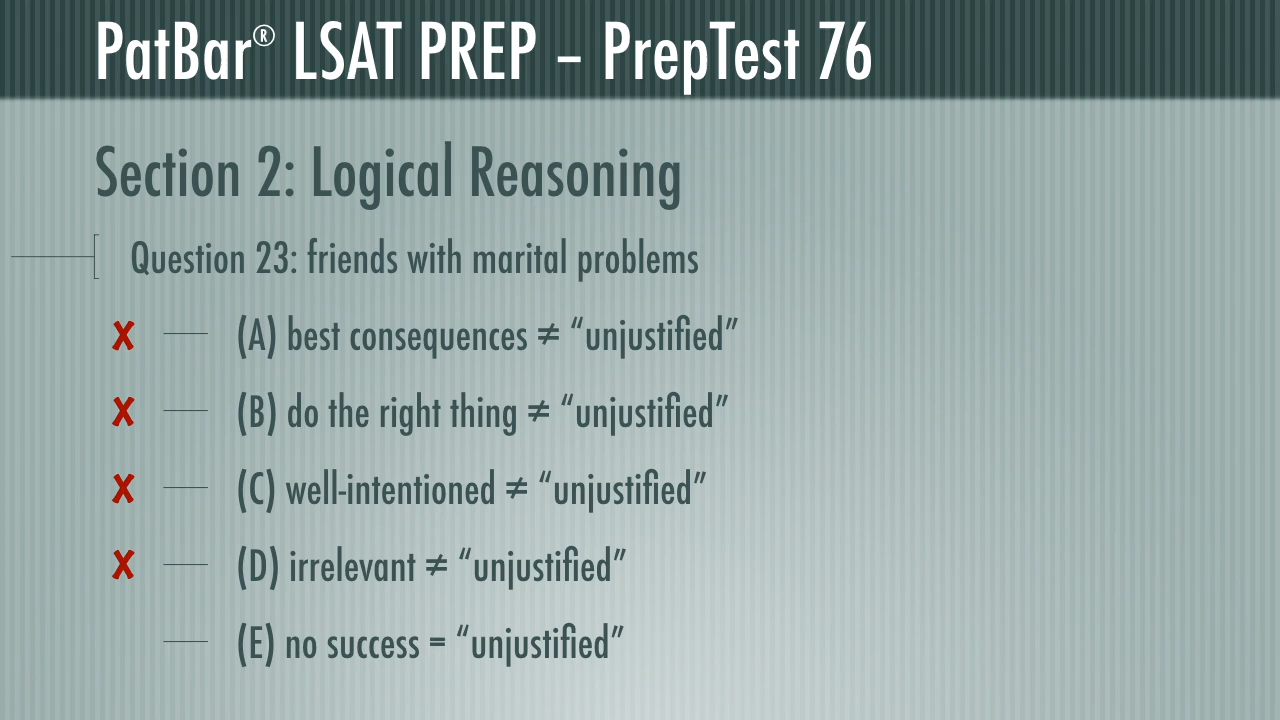 PatBar® LSAT PREP – PrepTest 76
Section 2: Logical Reasoning
Question 23: friends with marital problems
✘ (A) best consequences ≠ “unjustified”
✘ (B) do the right thing ≠ “unjustified”
✘ (C) well-intentioned ≠ “unjustified”
✘ (D) irrelevant ≠ “unjustified”
(E) no success = “unjustified”